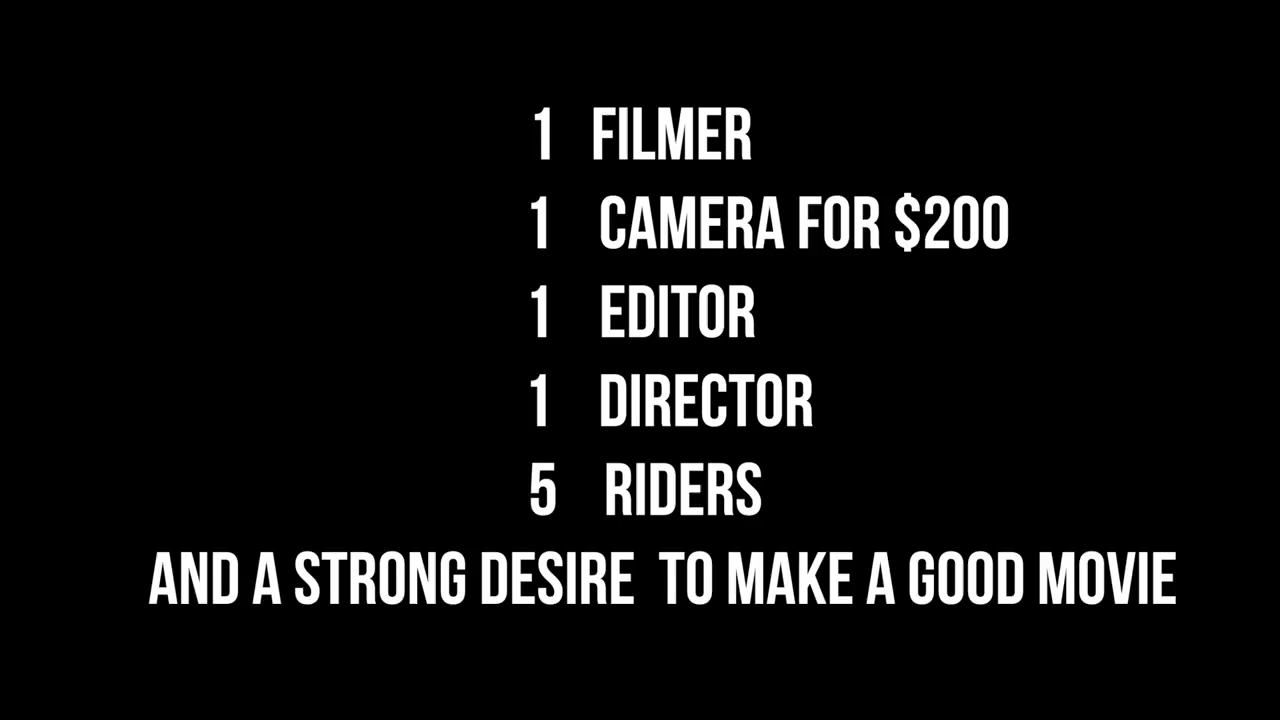 1 FILMER
1 CAMERA FOR $200
1 EDITOR
1 DIRECTOR
5 RIDERS
AND A STRONG DESIRE TO MAKE A GOOD MOVIE